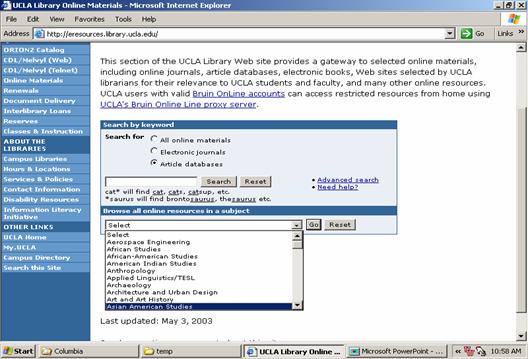 UCLA Library Online Materials - Microsoft Internet Explorer
File Edit View Favorites Tools Help
Address http://eresources.library.ucla.edu/ Go Links »
ORION2 Catalog
CDL/Melvyl (Web)
CDL/Melvyl (Telnet)
Online Materials
Renewals
Document Delivery
Interlibrary Loans
Reserves
Classes & Instruction
ABOUT THE
LIBRARIES
Campus Libraries
Hours & Locations
Services & Policies
Contact Information
Disability Resources
Information Literacy
Initiative
OTHER LINKS
UCLA Home
My.UCLA
Campus Directory
Search this Site
This section of the UCLA Library Web site provides a gateway to selected online materials,
including online journals, article databases, electronic books, Web sites selected by UCLA
librarians for their relevance to UCLA students and faculty, and many other online resources.
UCLA users with valid Bruin OnLine accounts can access restricted resources from home using
UCLA's Bruin Online Line proxy server.
Search by keyword
Search for
All online materials
Electronic journals
Article databases
Search Reset
Advanced search
Need help?
cat* will find cat, cats, catsup, etc.
*saurus will find brontosaurus, thesaurus etc.
Browse all online resources in a subject
Select Go Reset
Select
Aerospace Engineering
African Studies
African-American Studies
American Indian Studies
Anthropology
Applied Linguistics/TESL
Archaeology
Architecture and Urban Design
Art and Art History
Asian American Studies
Last updated: May 3, 2003
Start Columbia temp UCLA Library Online ... Microsoft PowerPoint - ... 10:58 AM